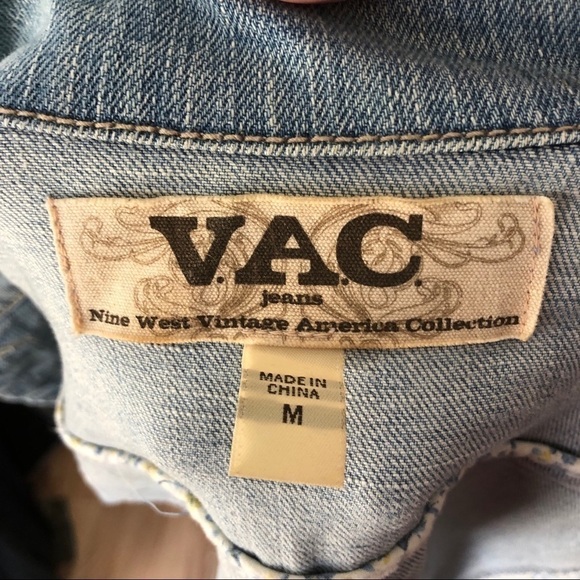 V.A.C.
jeans
Nine West Vintage America Collection
MADE IN
CHINA
M